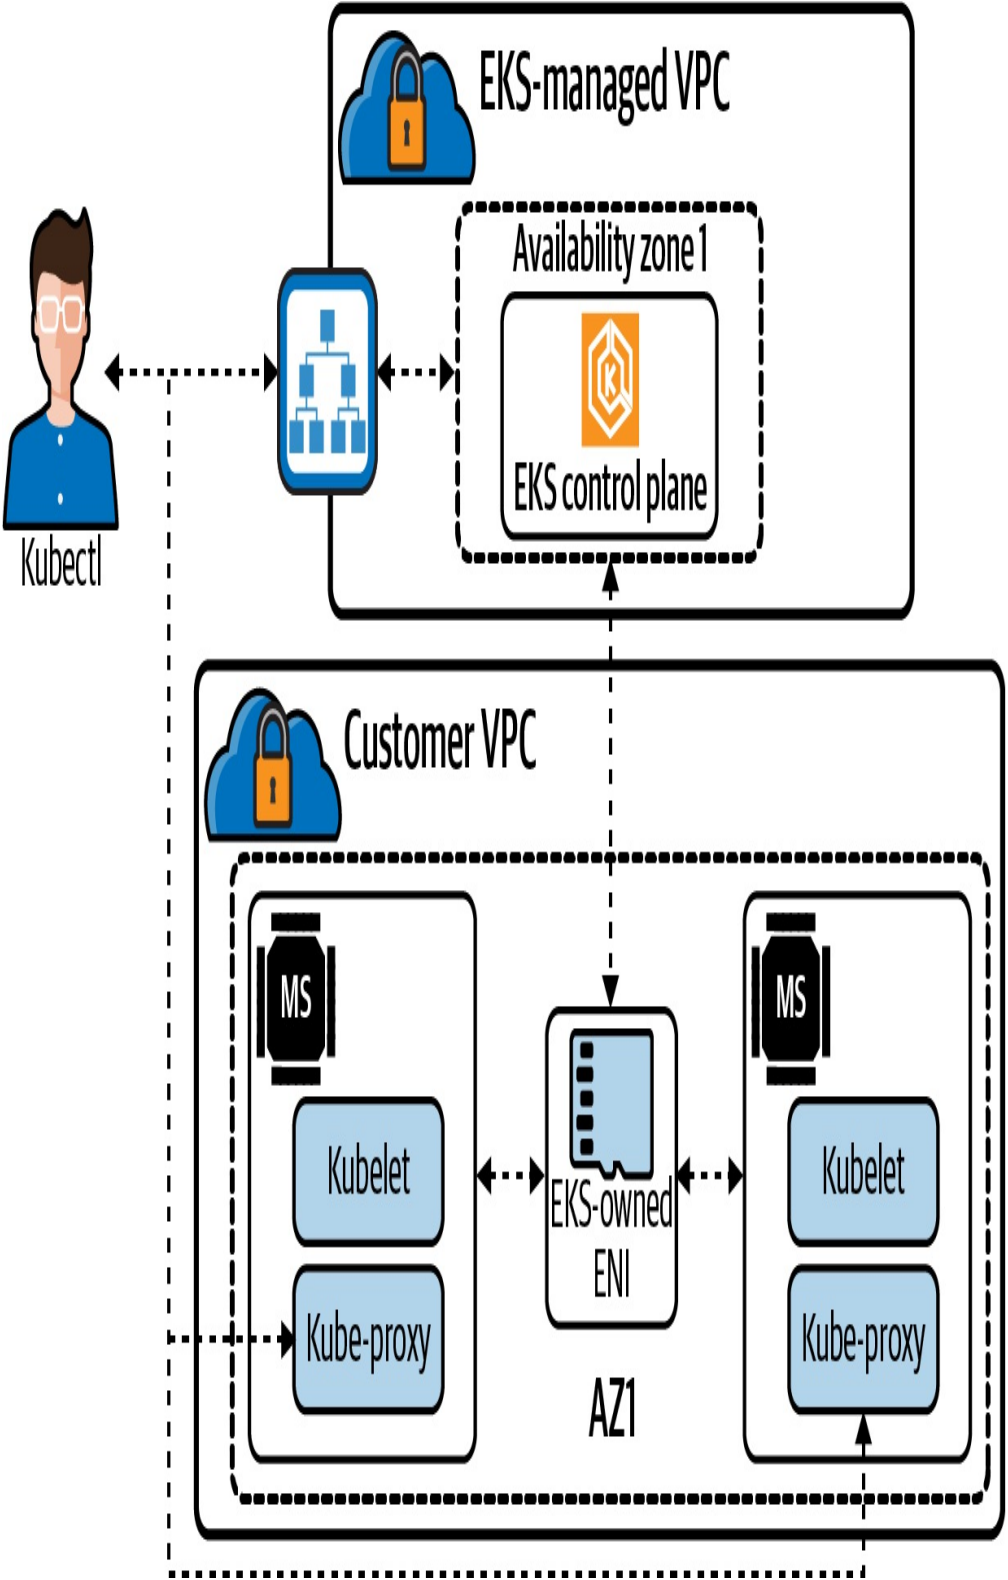 EKS-managed VPC
Availability zone 1
K
EKS control plane
Kubectl
Customer VPC
MS
Kubelet
Kube-proxy
EKS-owned
ENI
AZ1
MS
Kubelet
Kube-proxy